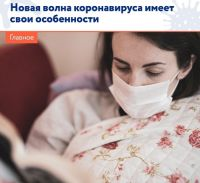 Новая волна коронавируса имеет
свои особенности
Главное